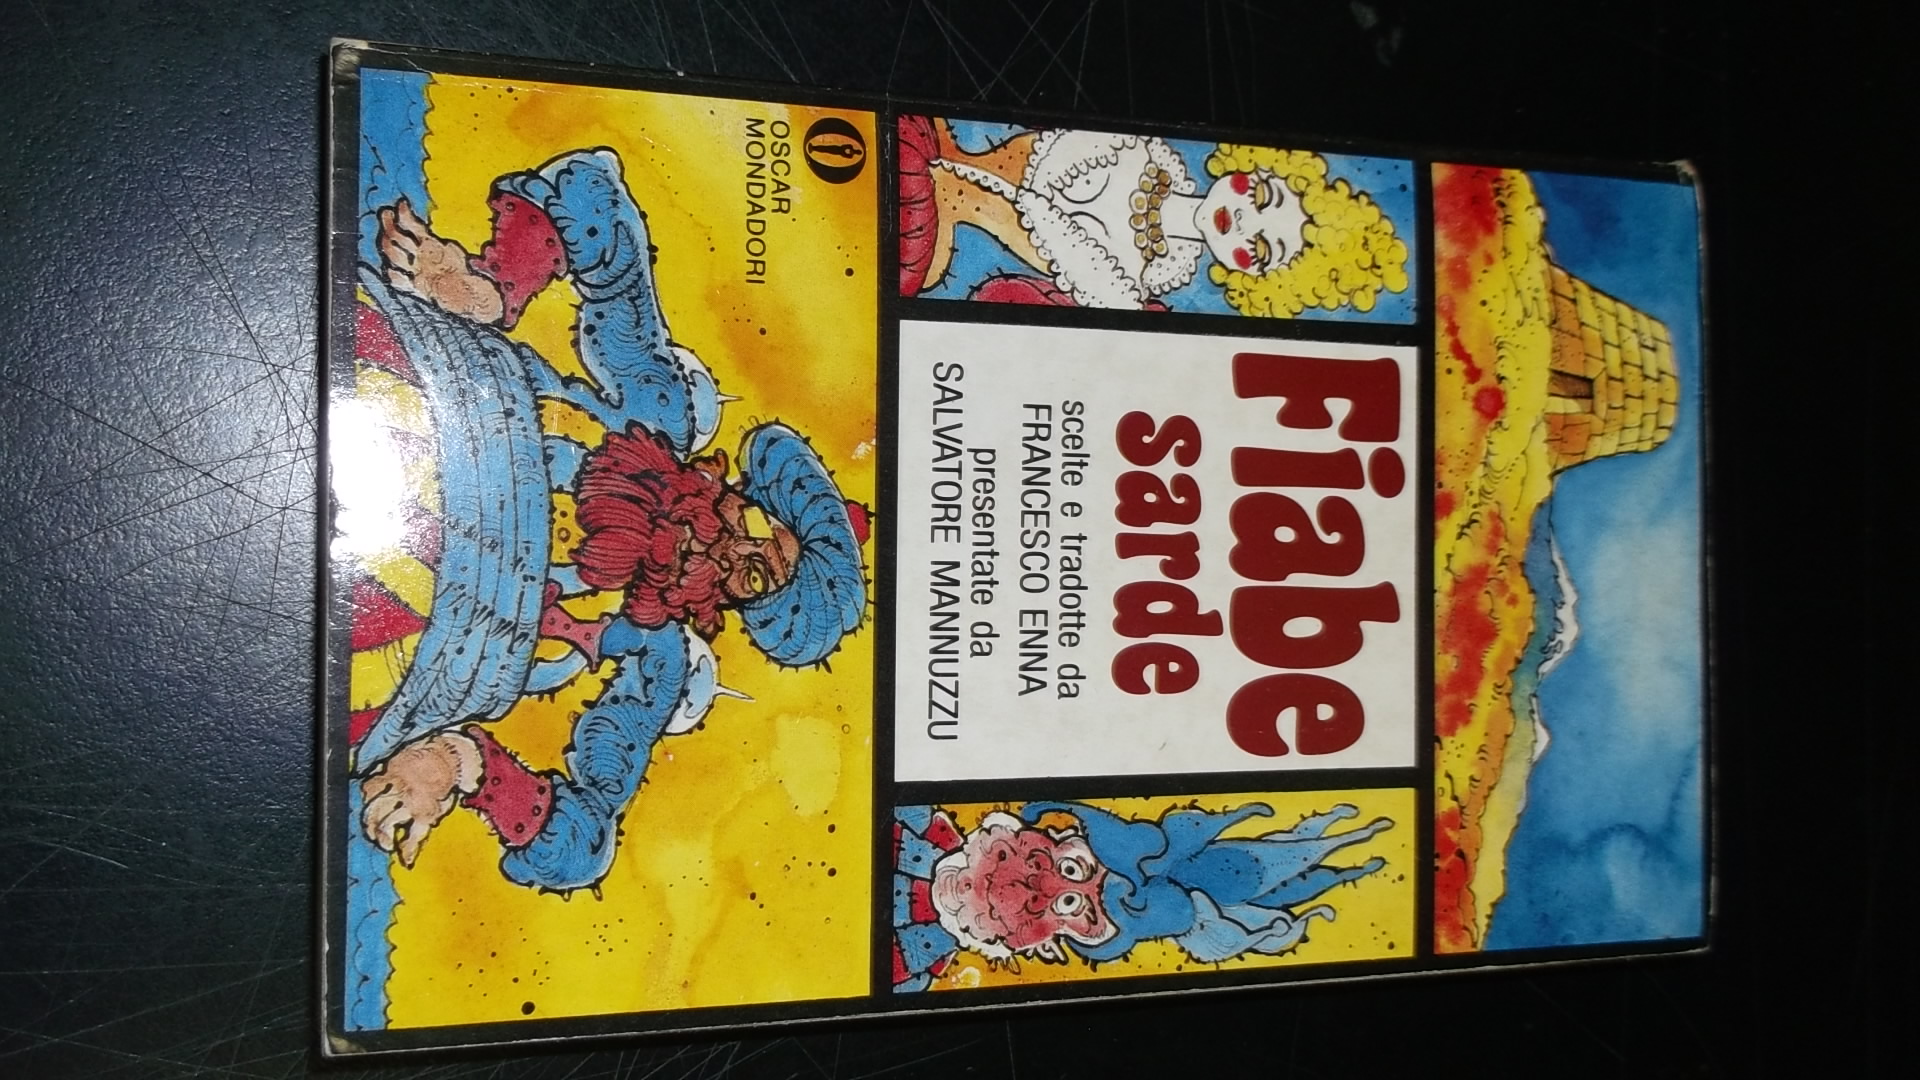 Fiabe
sarde
scelte e tradotte da
FRANCESCO ENNA
presentate da
SALVATORE MANNUZZU
OSCAR
MONDADORI